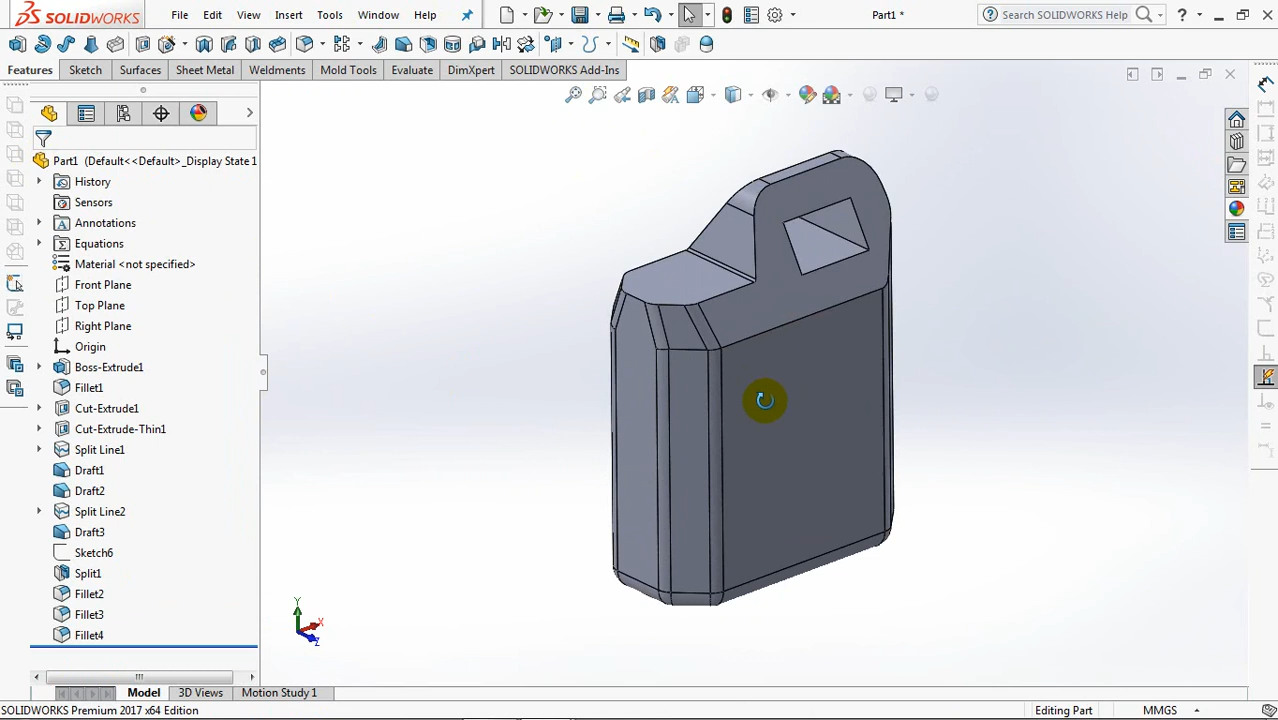 SOLIDWORKS File Edit View Insert Tools Window Help Part1 * Search SOLIDWORKS Help ?
Features Sketch Surfaces Sheet Metal Weldments Mold Tools Evaluate DimXpert SOLIDWORKS Add-Ins
Part1 (Default<<Default>_Display State 1
History
Sensors
Annotations
Equations
Material <not specified>
Front Plane
Top Plane
Right Plane
Origin
Boss-Extrude1
Fillet1
Cut-Extrude1
Cut-Extrude-Thin1
Split Line1
Draft1
Draft2
Split Line2
Draft3
Sketch6
Split1
Fillet2
Fillet3
Fillet4
Y
X
Z
Model 3D Views Motion Study 1
SOLIDWORKS Premium 2017 x64 Edition Editing Part MMGS